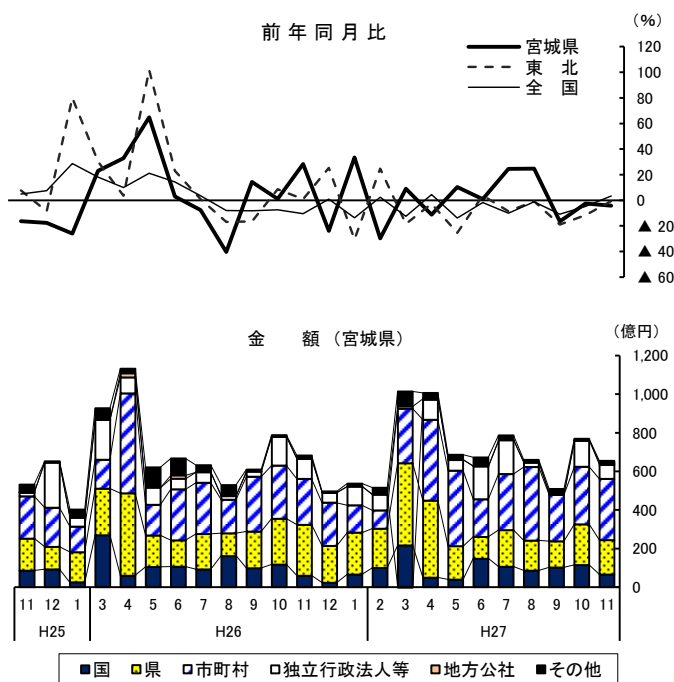 前年同月比
(%)
宮城県
東 北
全 国
120
100
80
60
40
20
0
▲ 20
▲ 40
▲ 60
金 額（宮城県）
(億円)
1,200
1,000
800
600
400
200
0
11 12 1 3 4 5 6 7 8 9 10 11 12 1 2 3 4 5 6 7 8 9 10 11
H25 H26 H27
国 県 市町村 独立行政法人等 地方公社 その他